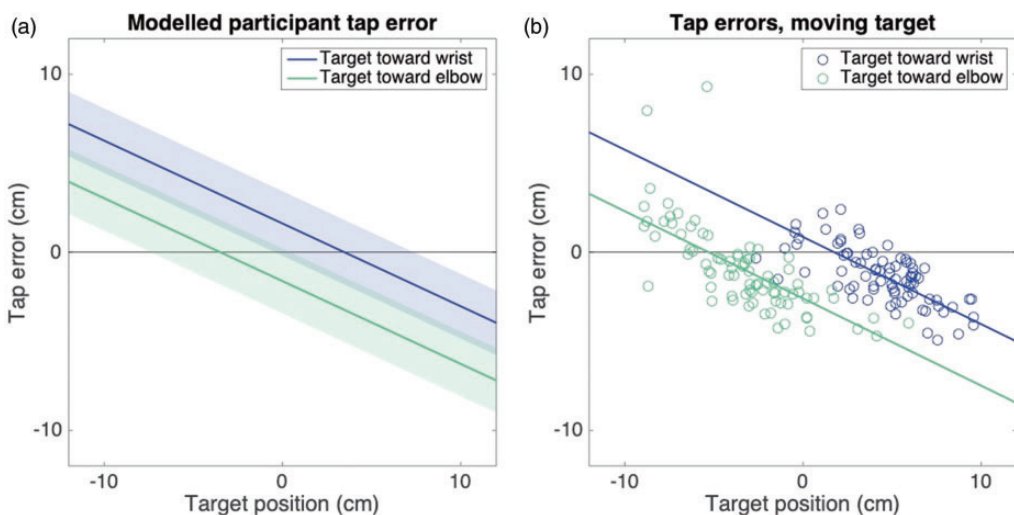 (a)
Modelled participant tap error
Target toward wrist
Target toward elbow
10
0
-10
Tap error (cm)
-10
0
10
Target position (cm)
(b)
Tap errors, moving target
Target toward wrist
Target toward elbow
10
0
-10
Tap error (cm)
-10
0
10
Target position (cm)